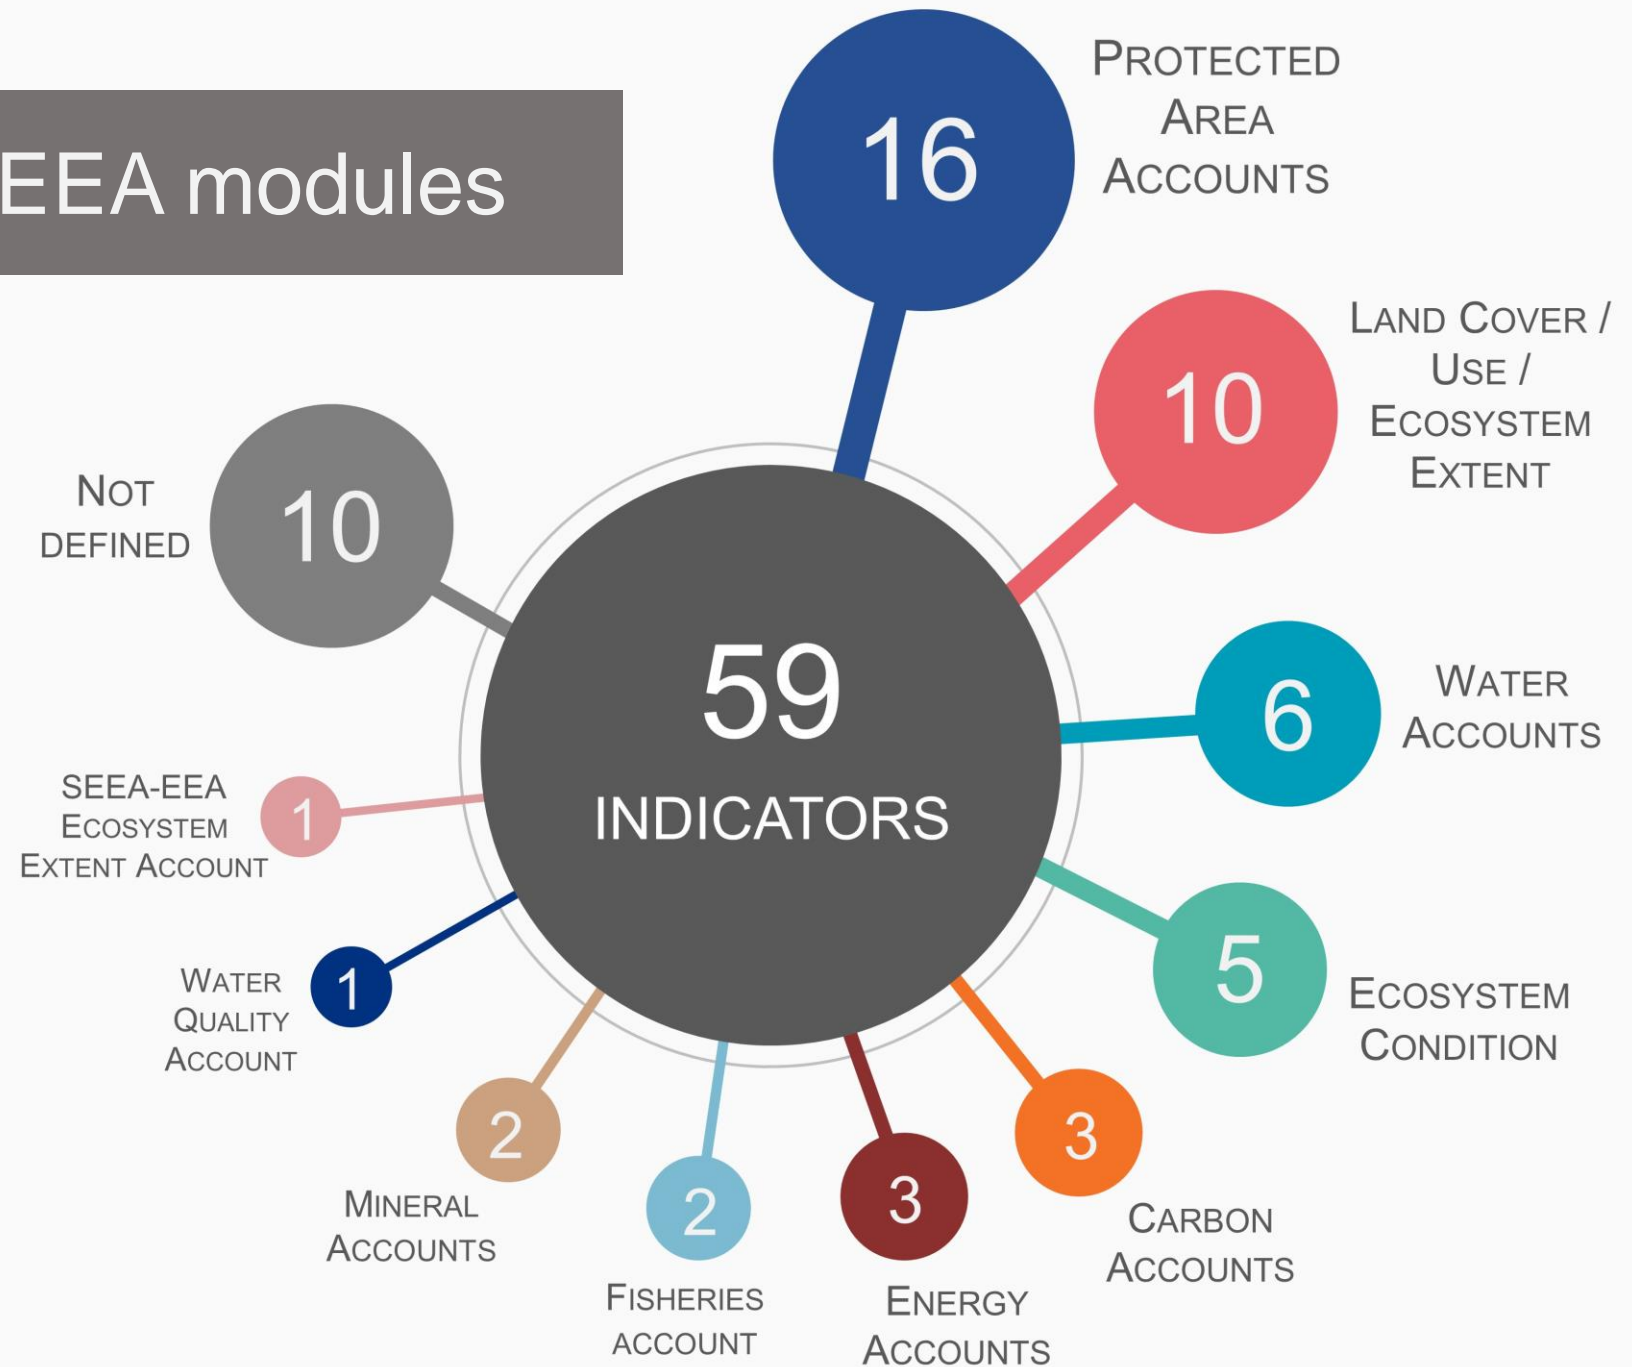 EEA modules
16
PROTECTED
AREA
ACCOUNTS
10
LAND COVER /
USE /
ECOSYSTEM
EXTENT
6
WATER
ACCOUNTS
5
ECOSYSTEM
CONDITION
3
CARBON
ACCOUNTS
3
ENERGY
ACCOUNTS
2
FISHERIES
ACCOUNT
2
MINERAL
ACCOUNTS
1
WATER
QUALITY
ACCOUNT
1
SEEA-EEA
ECOSYSTEM
EXTENT ACCOUNT
10
NOT
DEFINED
59
INDICATORS